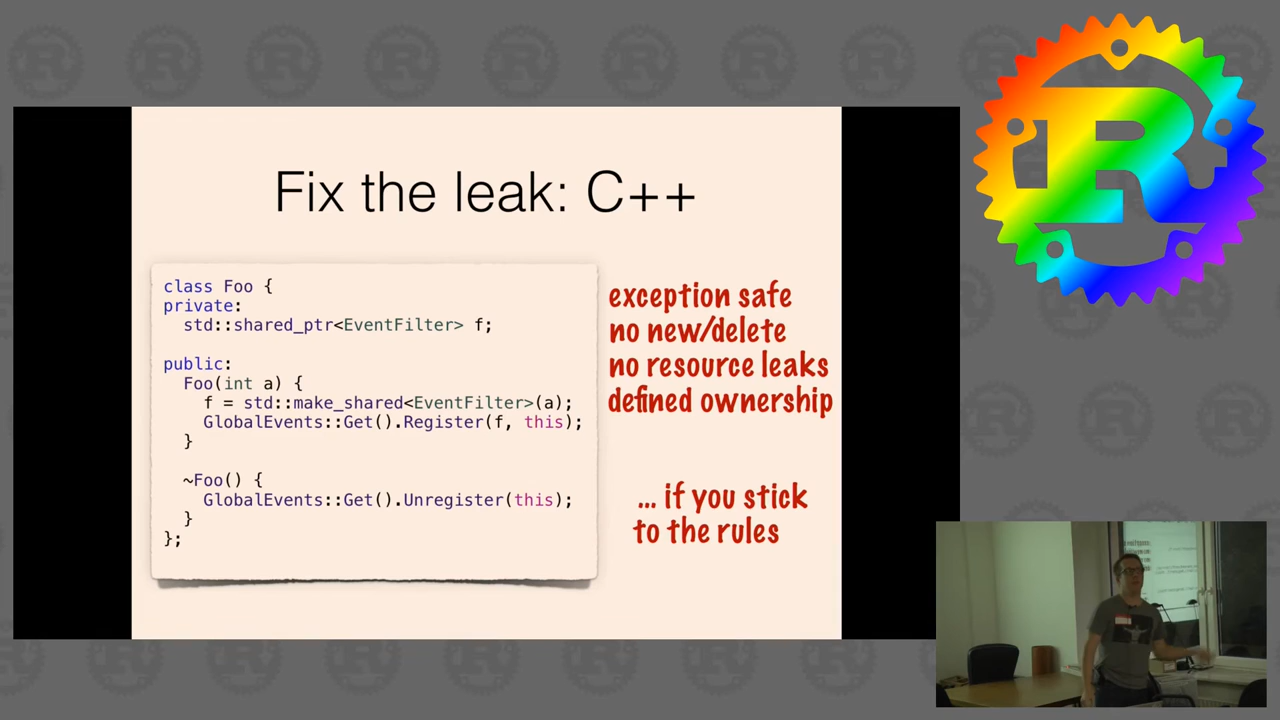 Fix the leak: C++
class Foo {
private:
std::shared_ptr<EventFilter> f;
public:
Foo(int a) {
f = std::make_shared<EventFilter>(a);
GlobalEvents::Get().Register(f, this);
}
~Foo() {
GlobalEvents::Get().Unregister(this);
}
};
exception safe
no new/delete
no resource leaks
defined ownership
... if you stick
to the rules
R